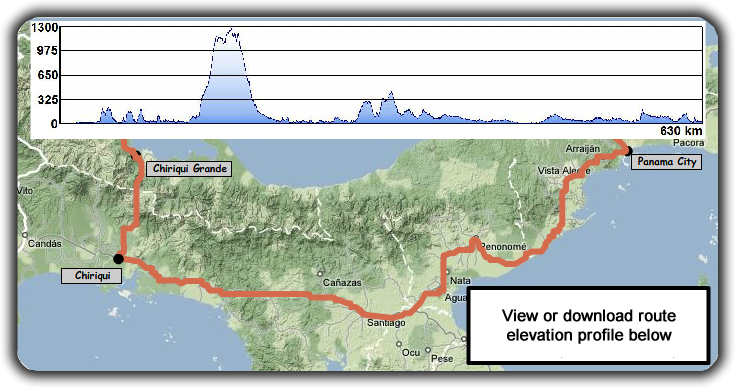 1300
975
650
325
0
630 km
Arraiján
Pacora
Chiriqui Grande
Panama City
Vista Alegre
Vito
Candás
Penonomé
Chiriqui
Cañazas
Nata
Agua
View or download route
elevation profile below
Santiago
Ocu
Pese